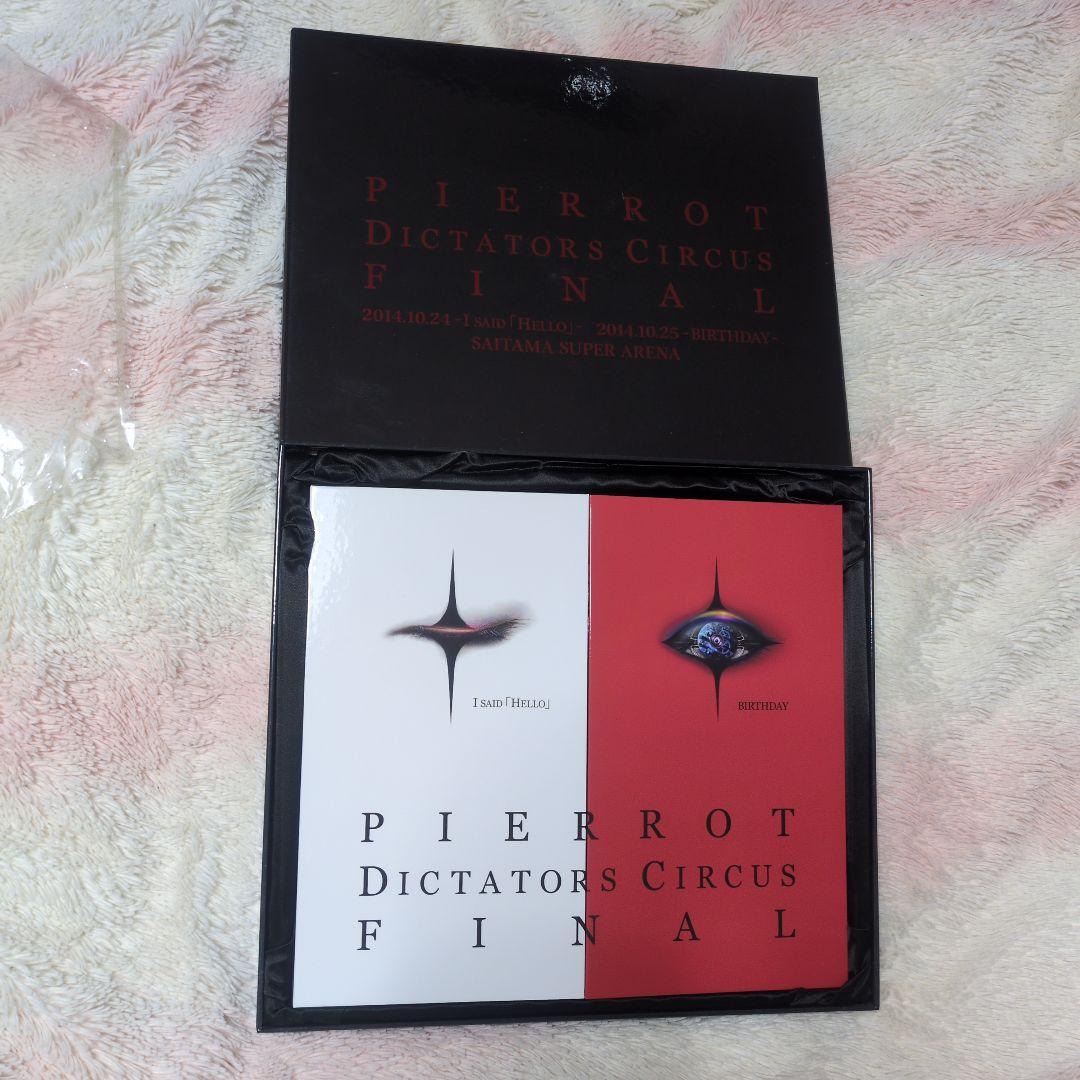 PIERROT
DICTATORS CIRCUS
FINAL
2014.10.24 -I SAID「HELLO」- 2014.10.25 -BIRTHDAY-
SAITAMA SUPER ARENA
I SAID「HELLO」
BIRTHDAY
PIERROT
DICTATORS CIRCUS
FINAL